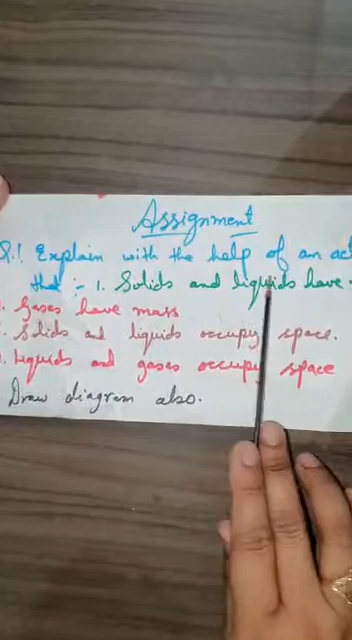 Assignment
Q.1. Explain with the help of an act
that :- 1. Solids and liquids have
2. Gases have mass
3. Solids and liquids occupy space.
4. Liquids and gases occupy space
Draw diagram also.